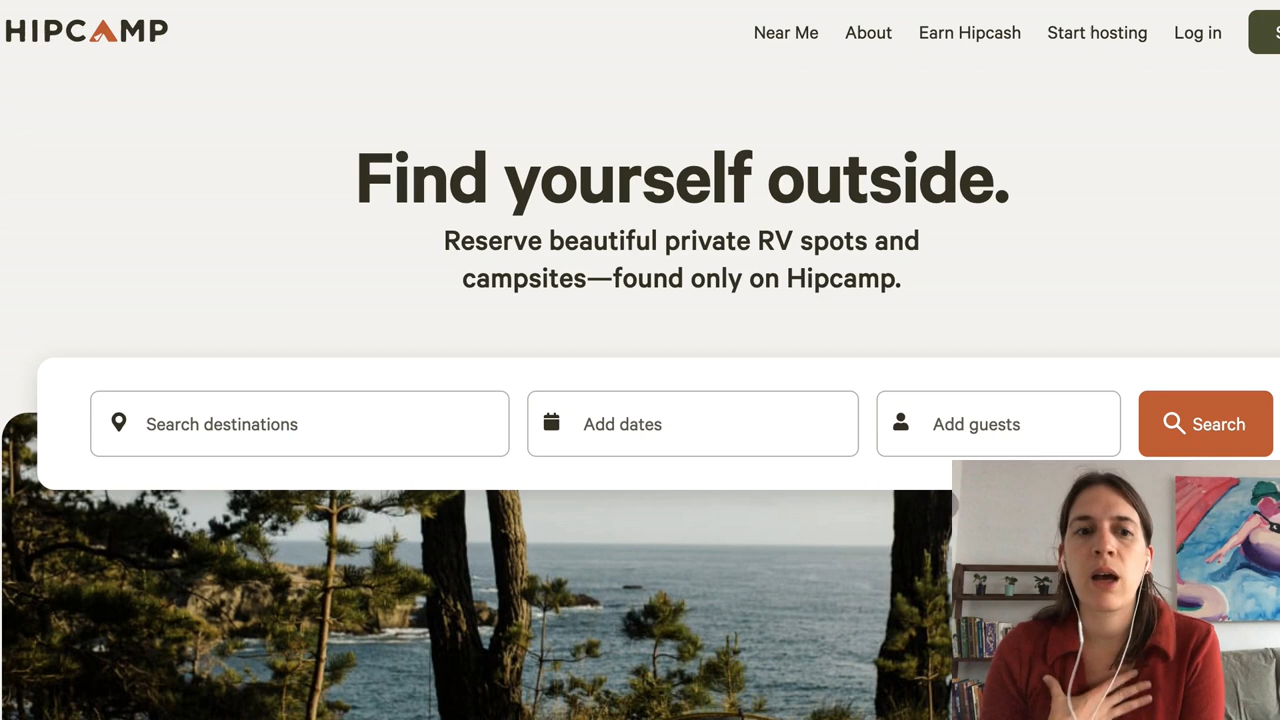 HIPCAMP
Near Me About Earn Hipcash Start hosting Log in
Find yourself outside.
Reserve beautiful private RV spots and
campsites—found only on Hipcamp.
Search destinations Add dates Add guests Search